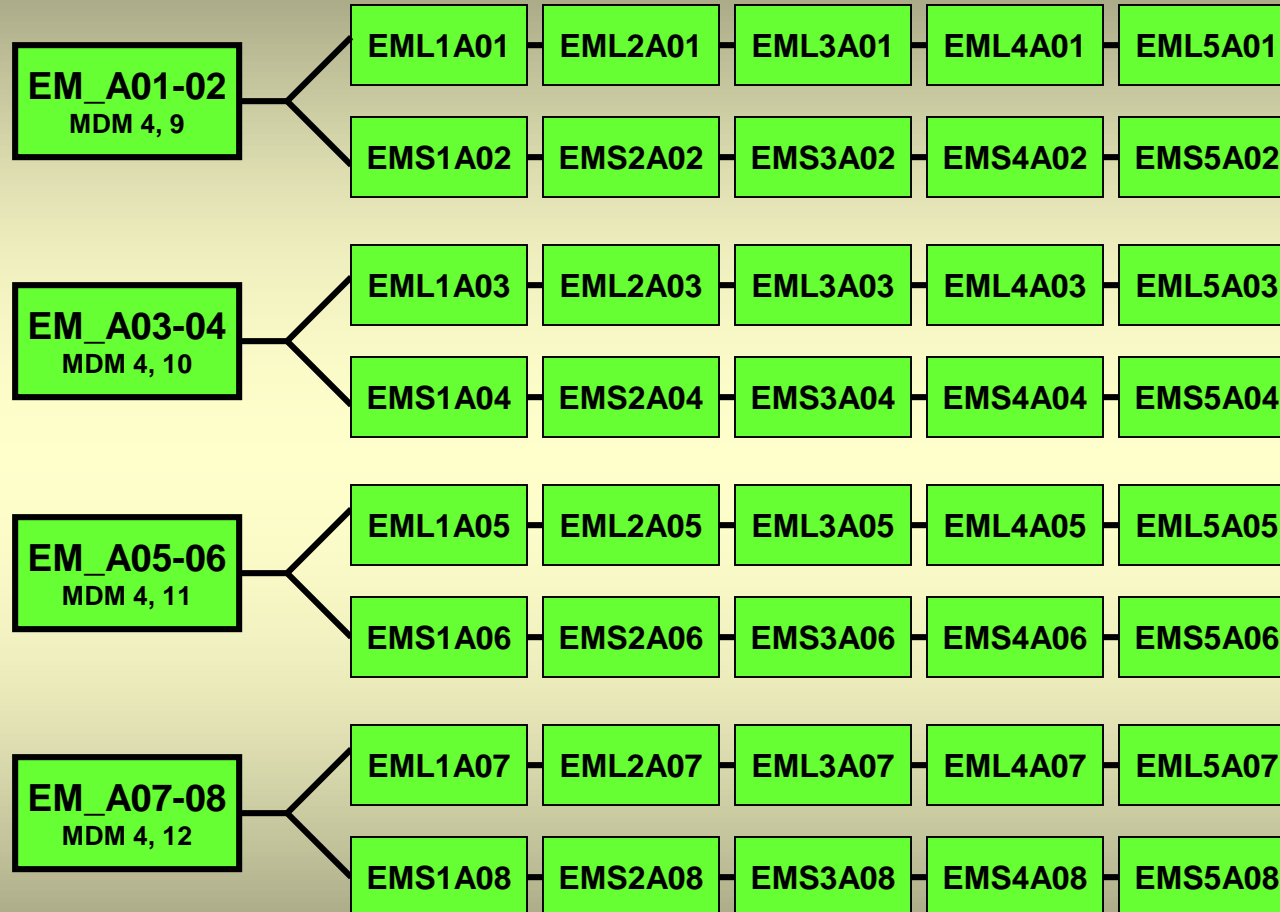 EML1A01 EML2A01 EML3A01 EML4A01 EML5A01
EM_A01-02
MDM 4, 9
EMS1A02 EMS2A02 EMS3A02 EMS4A02 EMS5A02
EML1A03 EML2A03 EML3A03 EML4A03 EML5A03
EM_A03-04
MDM 4, 10
EMS1A04 EMS2A04 EMS3A04 EMS4A04 EMS5A04
EML1A05 EML2A05 EML3A05 EML4A05 EML5A05
EM_A05-06
MDM 4, 11
EMS1A06 EMS2A06 EMS3A06 EMS4A06 EMS5A06
EML1A07 EML2A07 EML3A07 EML4A07 EML5A07
EM_A07-08
MDM 4, 12
EMS1A08 EMS2A08 EMS3A08 EMS4A08 EMS5A08